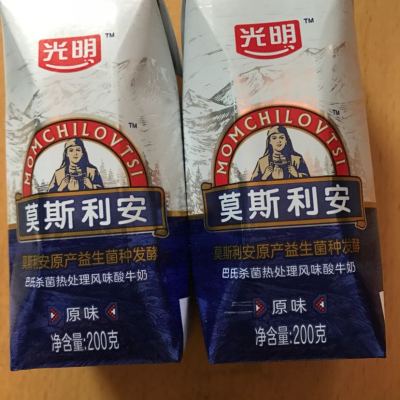 光明™
MOMCHILOVTSI
莫斯利安
莫斯利安原产益生菌种发酵
巴氏杀菌热处理风味酸牛奶
原味
净含量:200克
光明™
MOMCHILOVTSI
莫斯利安
莫斯利安原产益生菌种发酵
巴氏杀菌热处理风味酸牛奶
原味
净含量:200克